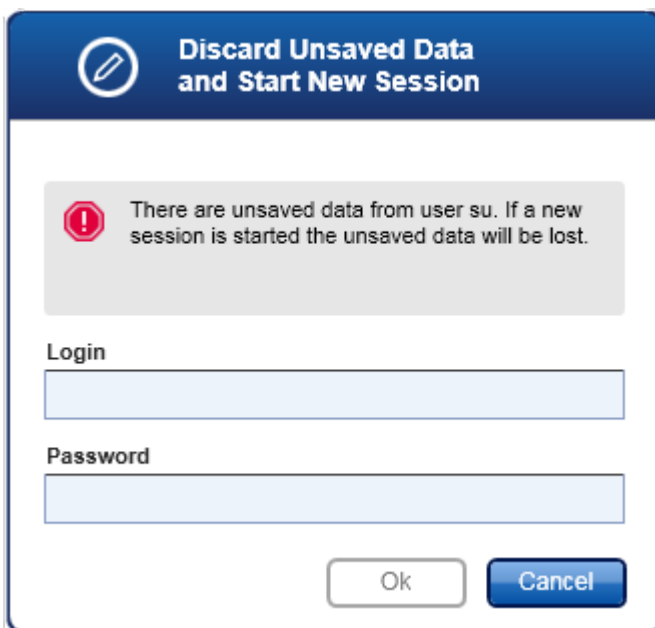 Discard Unsaved Data
and Start New Session
There are unsaved data from user su. If a new
session is started the unsaved data will be lost.
Login
Password
Ok
Cancel